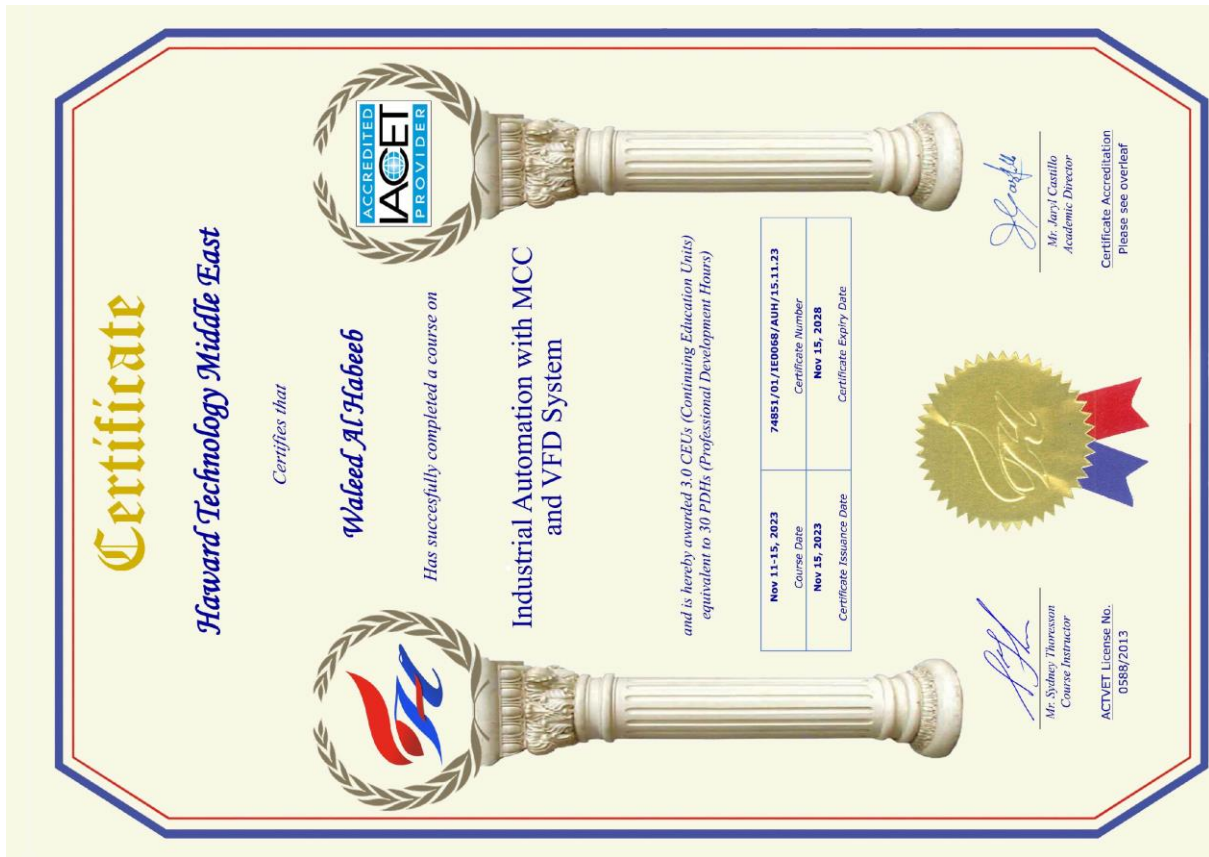 Certificate
Haward Technology Middle East
Certifies that
Waleed Al Habeeb
Has succesfully completed a course on
Industrial Automation with MCC
and VFD System
and is hereby awarded 3.0 CEUs (Continuing Education Units)
equivalent to 30 PDHs (Professional Development Hours)
Nov 11-15, 2023 74851/01/IE0068/AUH/15.11.23
Course Date Certificate Number
Nov 15, 2023 Nov 15, 2028
Certificate Issuance Date Certificate Expiry Date
ACCREDITED
IACET
PROVIDER
Mr. Sydney Thoresson
Course Instructor
ACTVET License No.
0588/2013
Mr. Jaryl Castillo
Academic Director
Certificate Accreditation
Please see overleaf